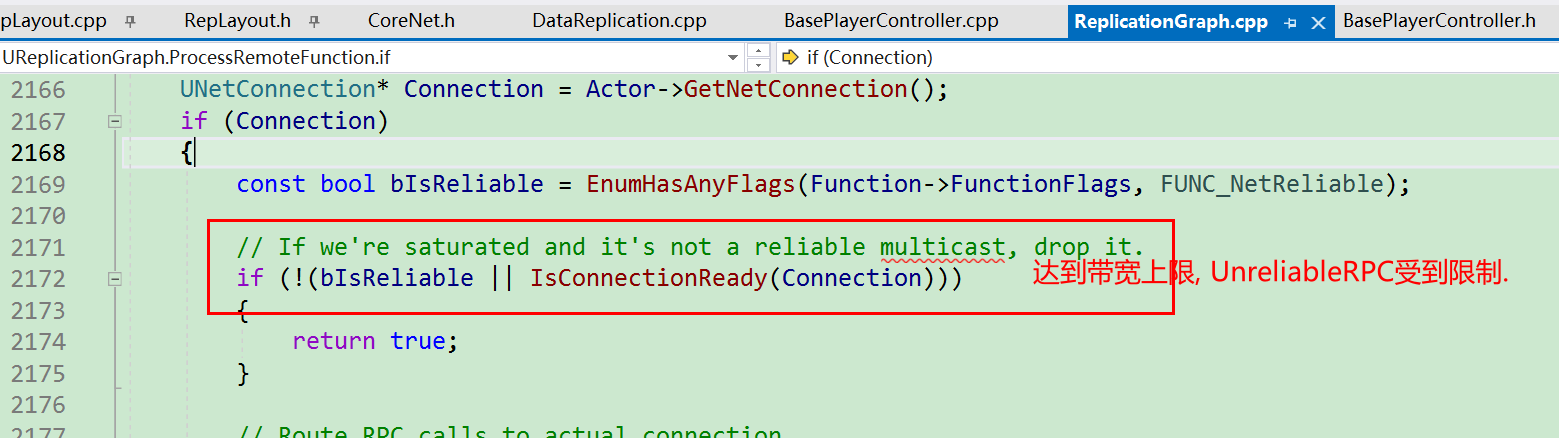 pLayout.cpp RepLayout.h CoreNet.h DataReplication.cpp BasePlayerController.cpp ReplicationGraph.cpp BasePlayerController.h
UReplicationGraph.ProcessRemoteFunction.if if (Connection)
2166 UNetConnection* Connection = Actor->GetNetConnection();
2167 if (Connection)
2168 {
2169 const bool bIsReliable = EnumHasAnyFlags(Function->FunctionFlags, FUNC_NetReliable);
2170
2171 // If we're saturated and it's not a reliable multicast, drop it.
2172 if (!(bIsReliable || IsConnectionReady(Connection)))
达到带宽上限, UnreliableRPC受到限制.
2173 {
2174 return true;
2175 }
2176
2177 // Route RPC calls to actual connection